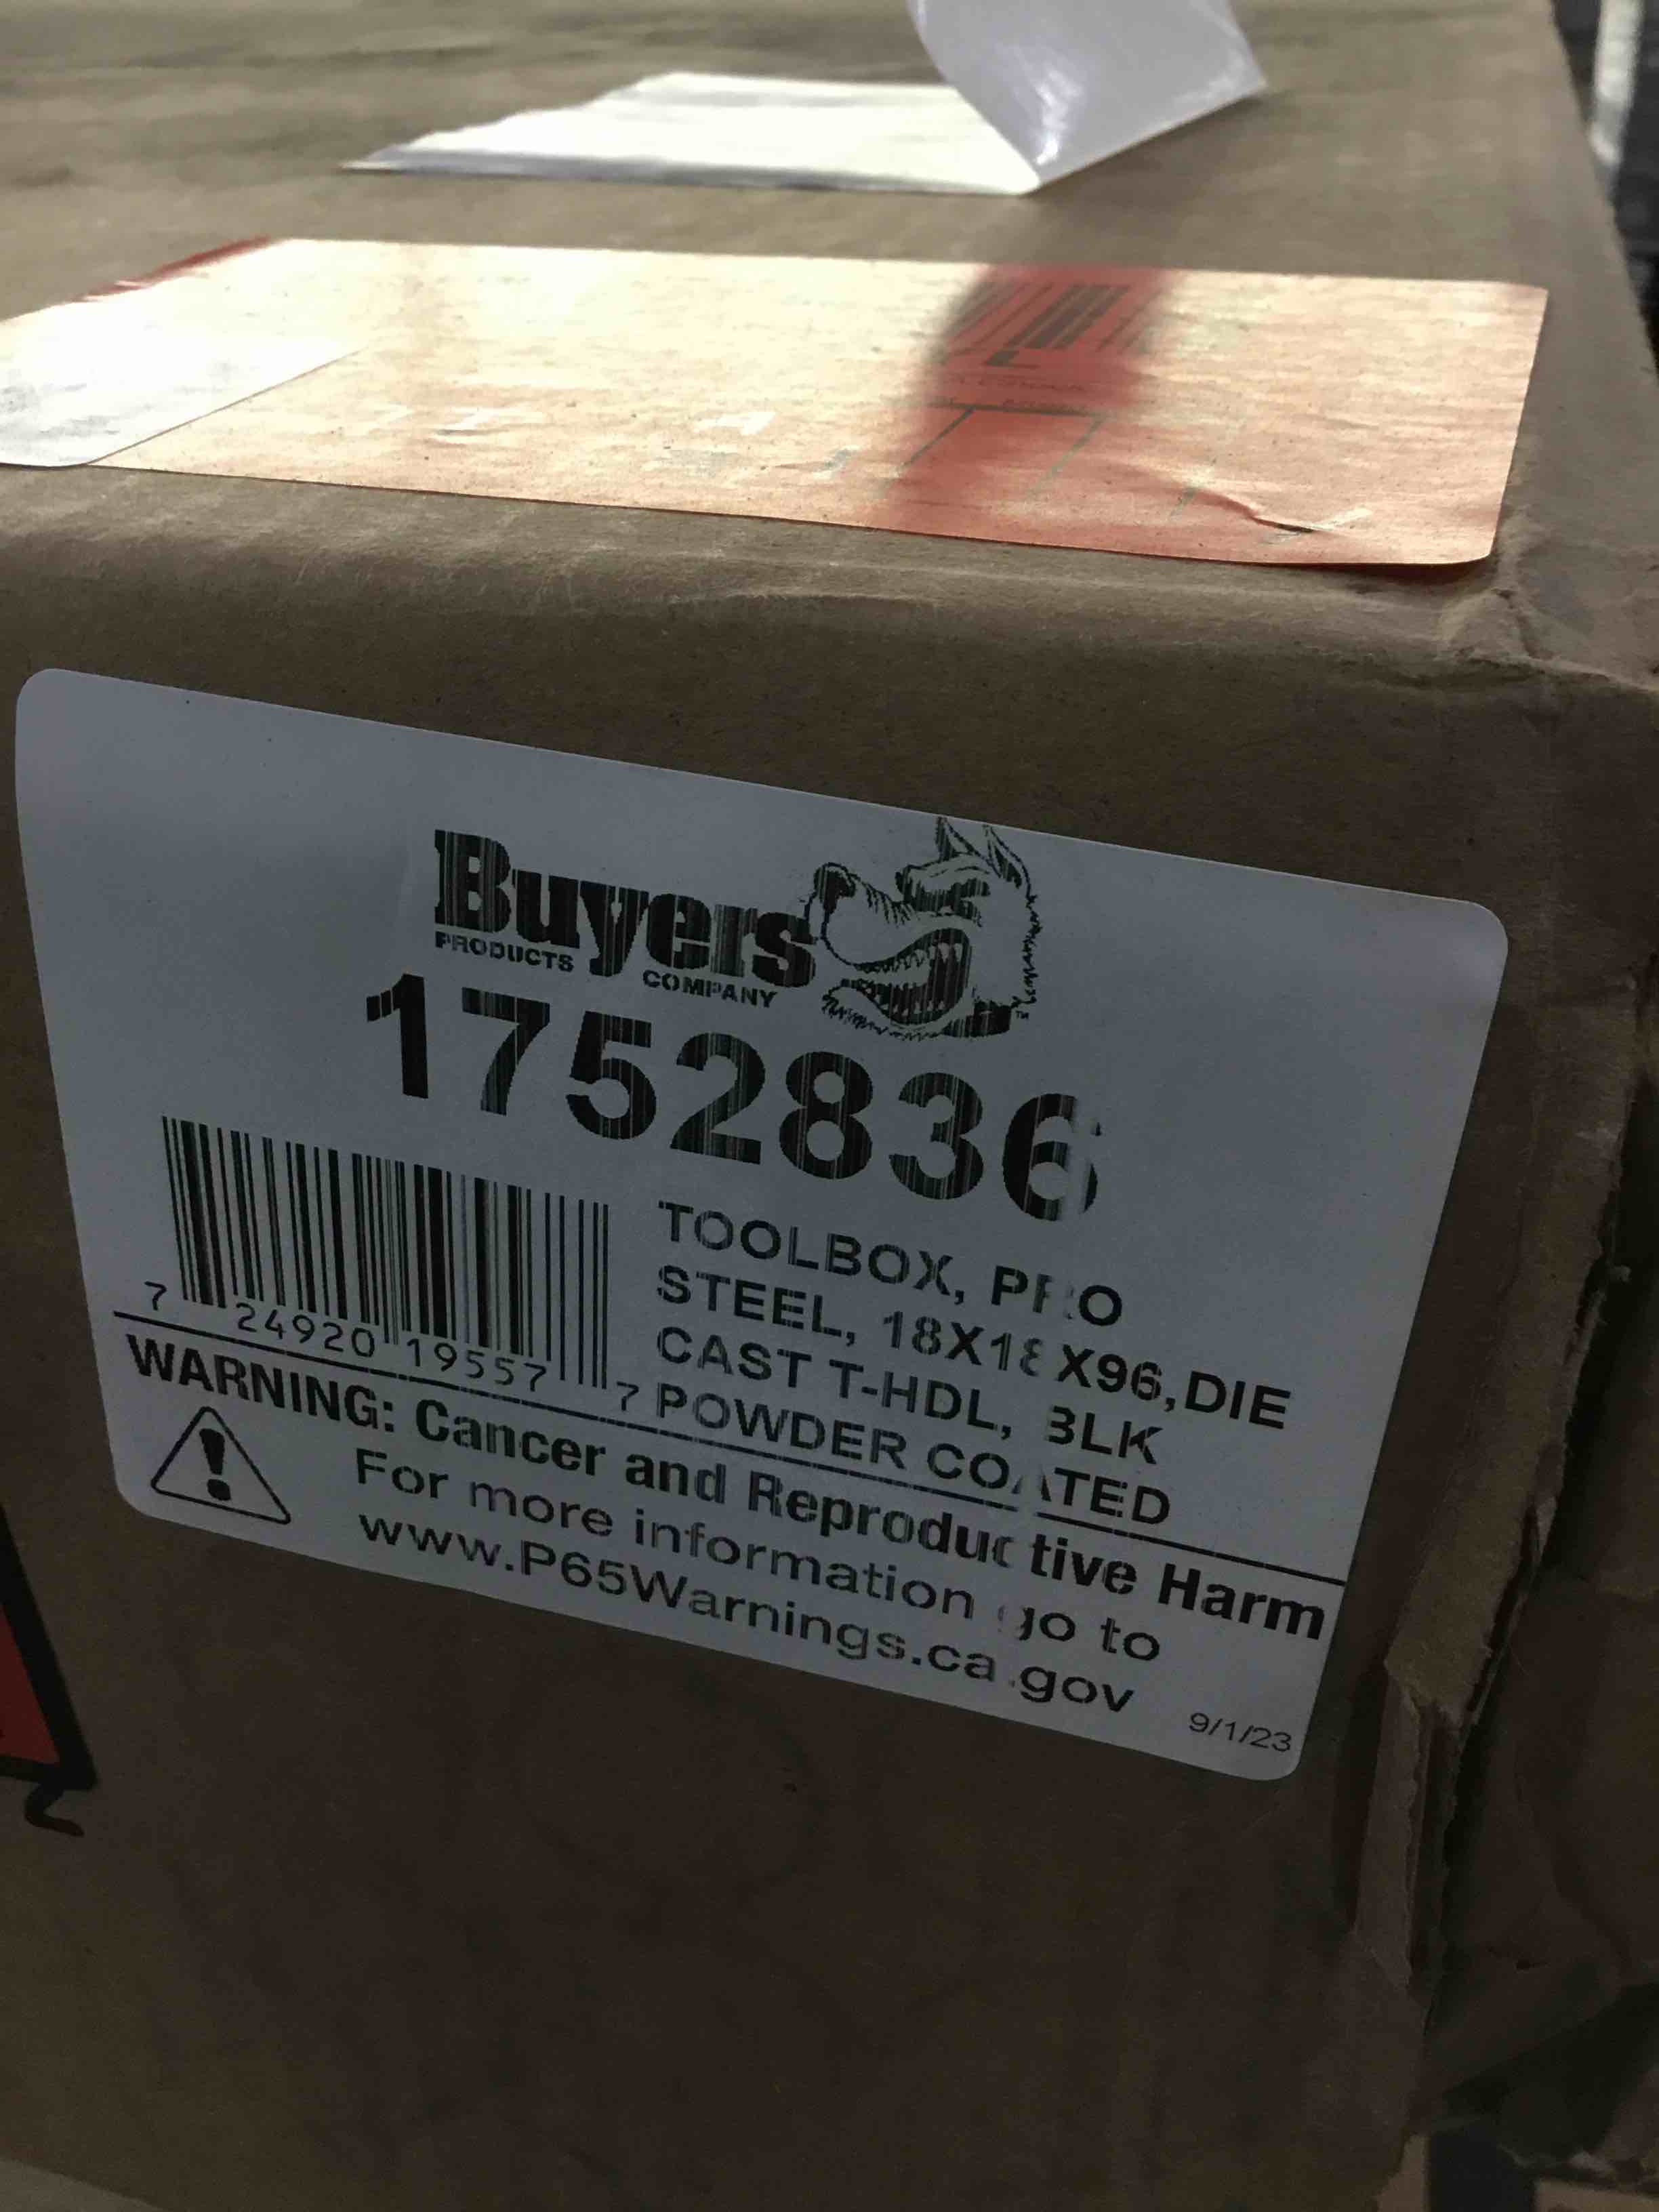 Buyers
PRODUCTS COMPANY
TM
1752836
TOOLBOX, PRO
STEEL, 18X18X96,DIE
CAST T-HDL, BLK
POWDER COATED
7 24920 19557 7
WARNING: Cancer and Reproductive Harm
For more information go to
www.P65Warnings.ca.gov
9/1/23